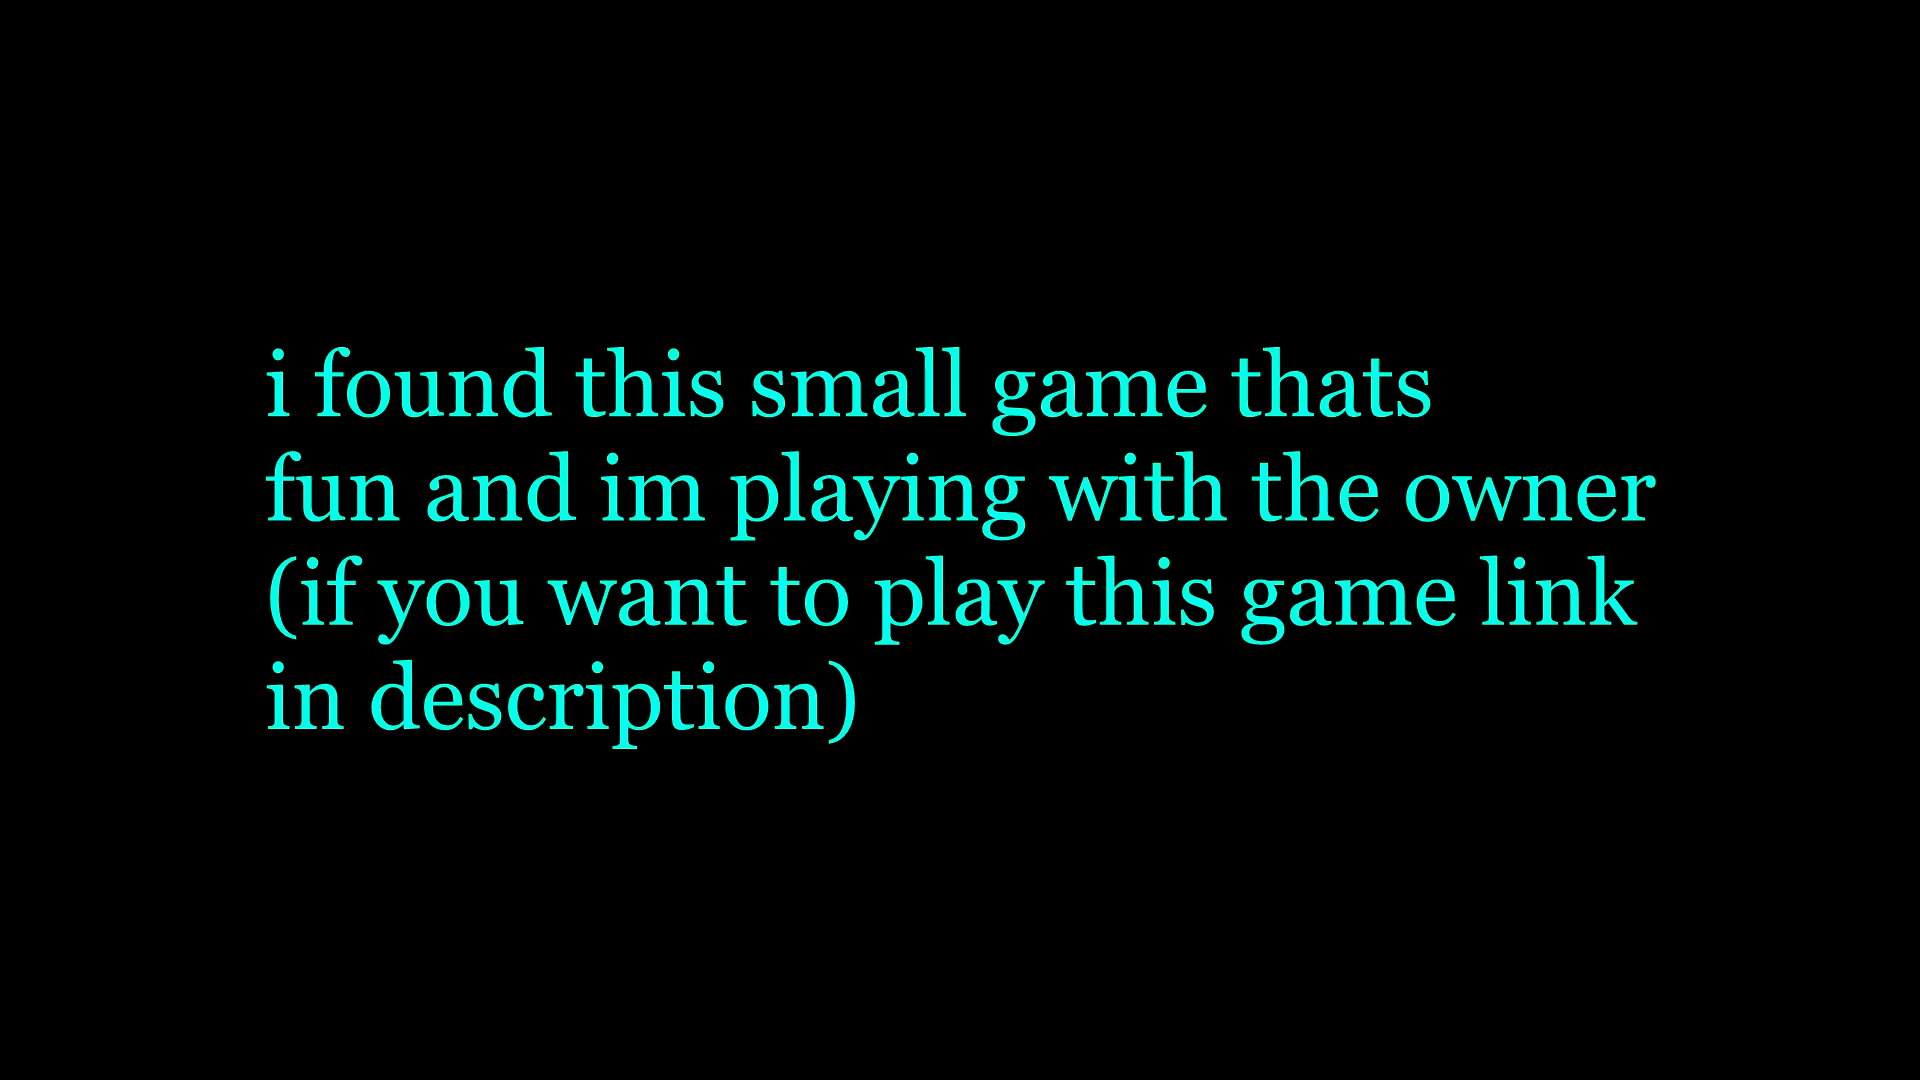 i found this small game thats
fun and im playing with the owner
(if you want to play this game link
in description)